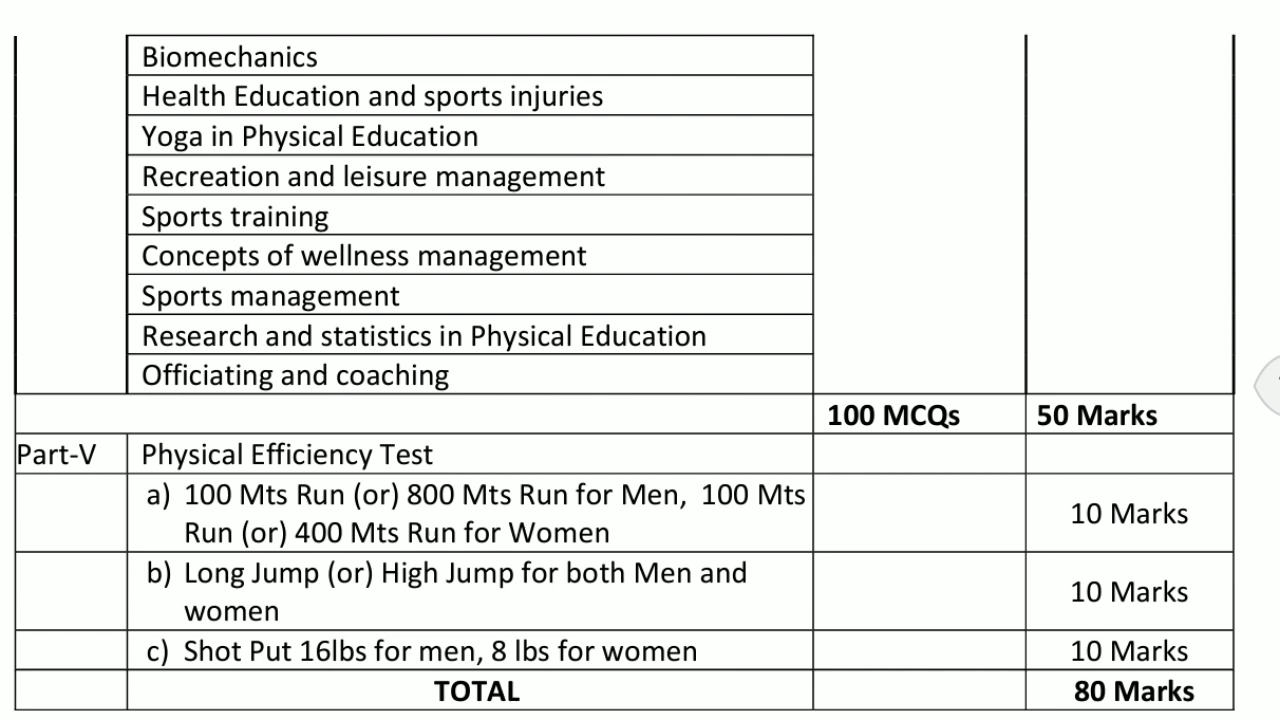 Biomechanics
Health Education and sports injuries
Yoga in Physical Education
Recreation and leisure management
Sports training
Concepts of wellness management
Sports management
Research and statistics in Physical Education
Officiating and coaching
100 MCQs 50 Marks
Part-V Physical Efficiency Test
a) 100 Mts Run (or) 800 Mts Run for Men, 100 Mts
Run (or) 400 Mts Run for Women
10 Marks
b) Long Jump (or) High Jump for both Men and
women
10 Marks
c) Shot Put 16lbs for men, 8 lbs for women 10 Marks
TOTAL 80 Marks